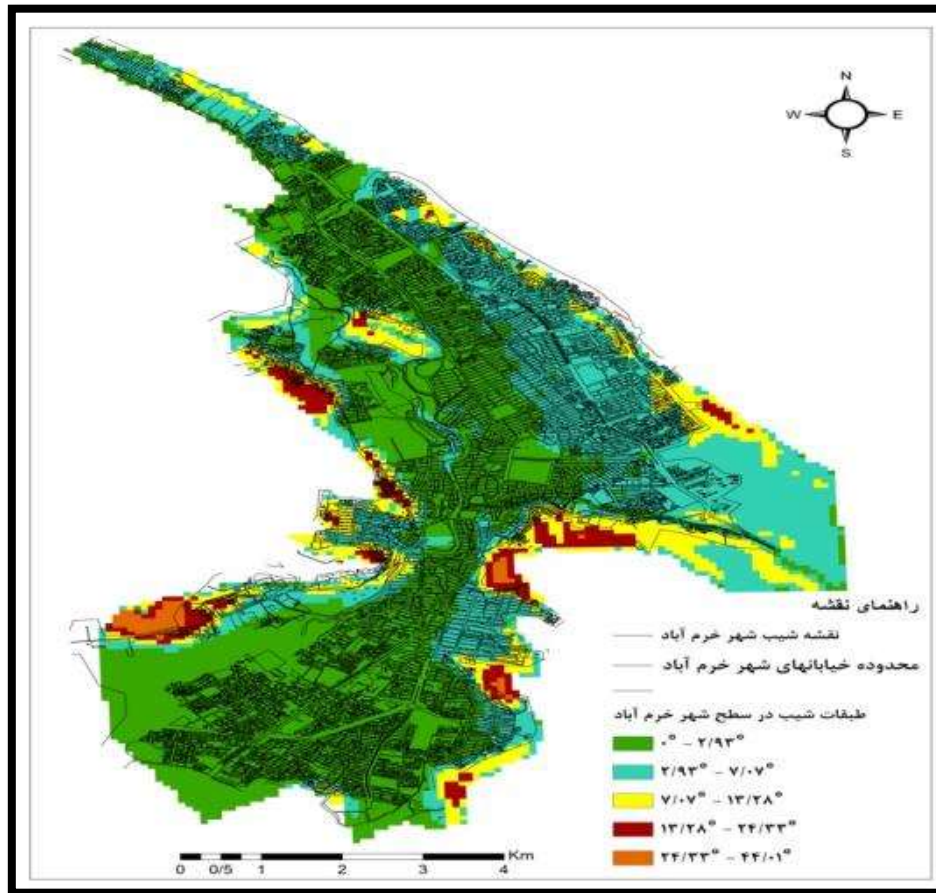 N
W E
S
راهنمای نقشه
نقشه شیب شهر خرم آباد
محدوده خیابانهای شهر خرم آباد
طبقات شیب در سطح شهر خرم آباد
۰° - ۲/۹۳°
۲/۹۳° - ۷/۰۷°
۷/۰۷° - ۱۳/۲۸°
۱۳/۲۸° - ۲۴/۳۳°
۲۴/۳۳° - ۴۴/۰۱°
Km
0 0/5 1 2 3 4